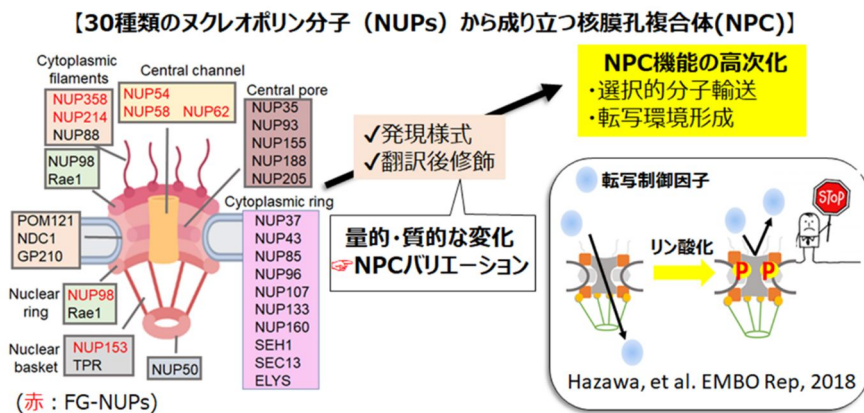 【30種類のヌクレオポリン分子（NUPs）から成り立つ核膜孔複合体(NPC)】
Cytoplasmic
filaments
NUP358
NUP214
NUP88
NUP98
Rae1
Central channel
NUP54
NUP58 NUP62
Central pore
NUP35
NUP93
NUP155
NUP188
NUP205
POM121
NDC1
GP210
Cytoplasmic ring
NUP37
NUP43
NUP85
NUP96
NUP107
NUP133
NUP160
SEH1
SEC13
ELYS
Nuclear
ring
NUP98
Rae1
Nuclear
basket
NUP153
TPR
NUP50
(赤：FG-NUPs)
✓発現様式
✓翻訳後修飾
量的・質的な変化
☞NPCバリエーション
NPC機能の高次化
・選択的分子輸送
・転写環境形成
転写制御因子
リン酸化
P P
STOP
Hazawa, et al. EMBO Rep, 2018